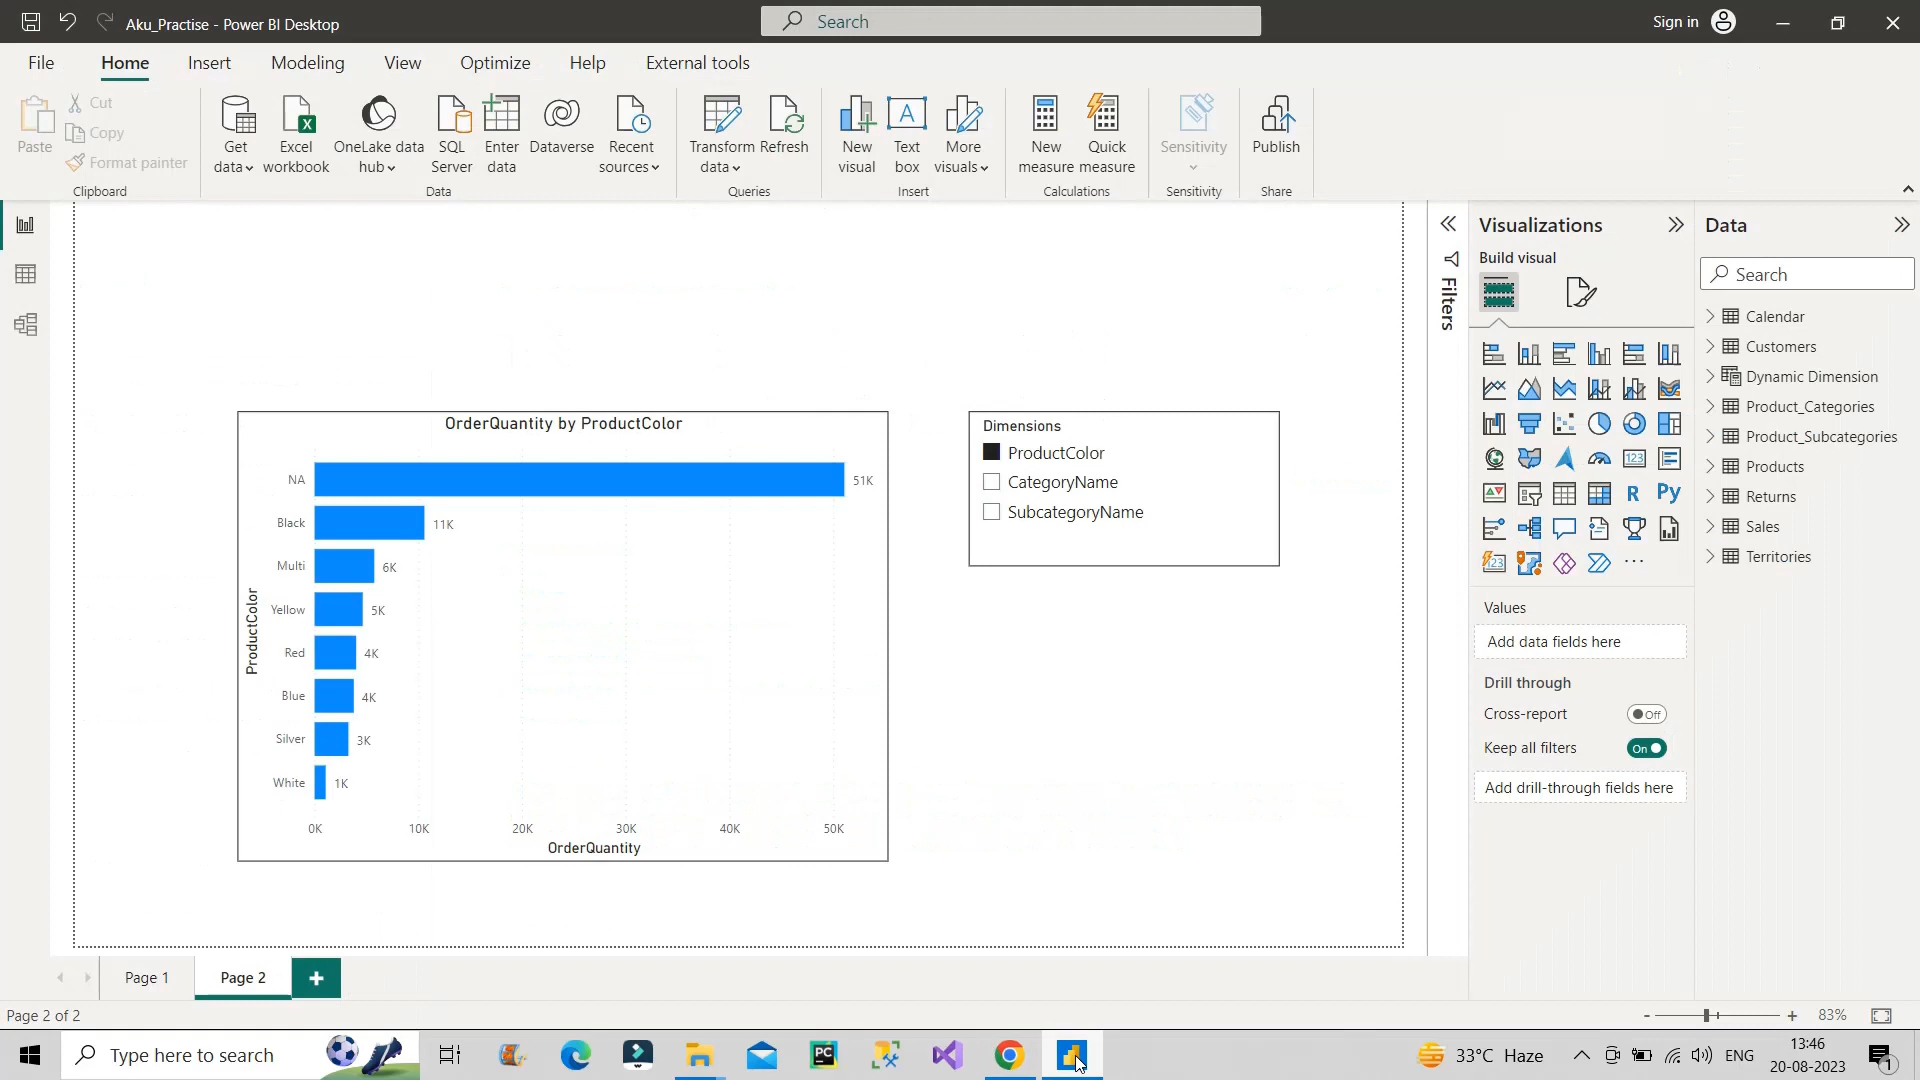 Aku_Practise - Power BI Desktop
Search
Sign in
File Home Insert Modeling View Optimize Help External tools
Paste
Cut
Copy
Format painter
Clipboard
Get data
Excel workbook
OneLake data hub
SQL Server
Enter data
Dataverse
Recent sources
Data
Transform data
Refresh
Queries
New visual
A
Text box
More visuals
Insert
New measure
Quick measure
Calculations
Sensitivity
Sensitivity
Publish
Share
OrderQuantity by ProductColor
ProductColor
NA 51K
Black 11K
Multi 6K
Yellow 5K
Red 4K
Blue 4K
Silver 3K
White 1K
0K 10K 20K 30K 40K 50K
OrderQuantity
Dimensions
ProductColor
CategoryName
SubcategoryName
Filters
Visualizations
Build visual
123
R
Py
123
Values
Add data fields here
Drill through
Cross-report Off
Keep all filters On
Add drill-through fields here
Data
Search
Calendar
Customers
Dynamic Dimension
Product_Categories
Product_Subcategories
Products
Returns
Sales
Territories
Page 1
Page 2
Page 2 of 2
- + 83%
Type here to search
PC
33°C Haze
ENG
13:46
20-08-2023
1